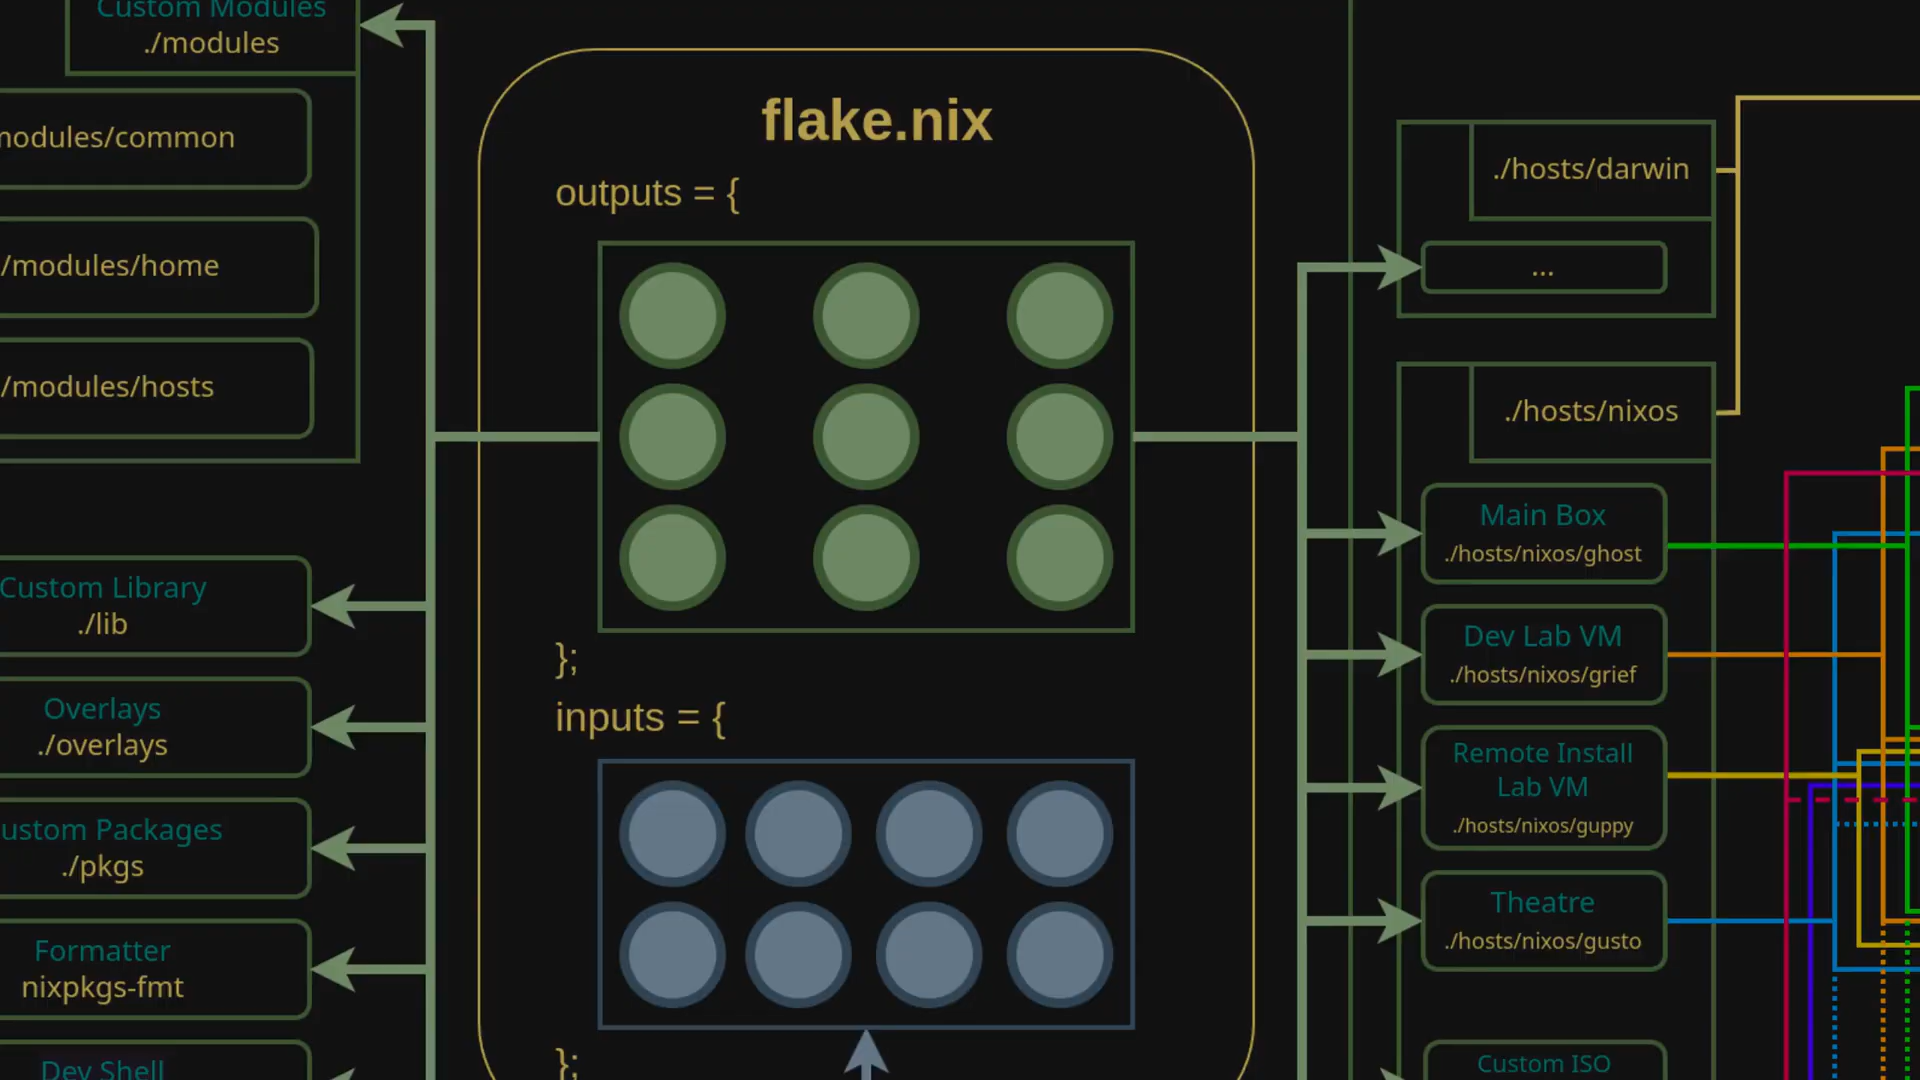 Custom Modules
./modules
modules/common
/modules/home
/modules/hosts
Custom Library
./lib
Overlays
./overlays
ustom Packages
./pkgs
Formatter
nixpkgs-fmt
Dev Shell
flake.nix
outputs = {
};
inputs = {
};
./hosts/darwin
...
./hosts/nixos
Main Box
./hosts/nixos/ghost
Dev Lab VM
./hosts/nixos/grief
Remote Install
Lab VM
./hosts/nixos/guppy
Theatre
./hosts/nixos/gusto
Custom ISO